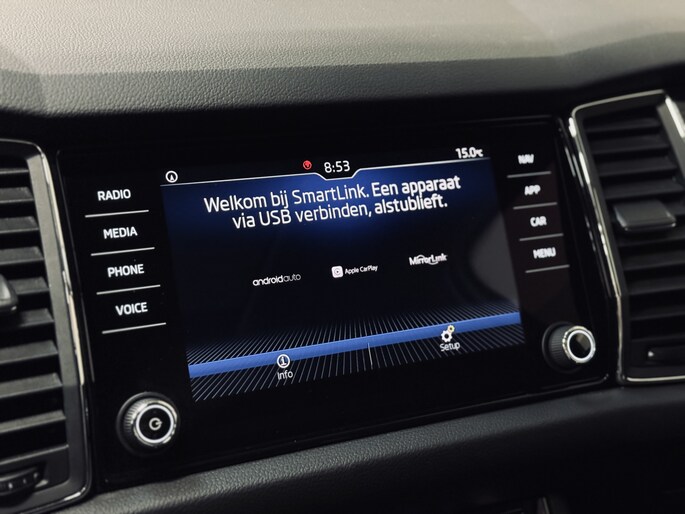 8:53
15.0°C
RADIO
MEDIA
PHONE
VOICE
Welkom bij SmartLink. Een apparaat
via USB verbinden, alstublieft.
androidauto
Apple CarPlay
MirrorLink
Info
Setup
NAV
APP
CAR
MENU